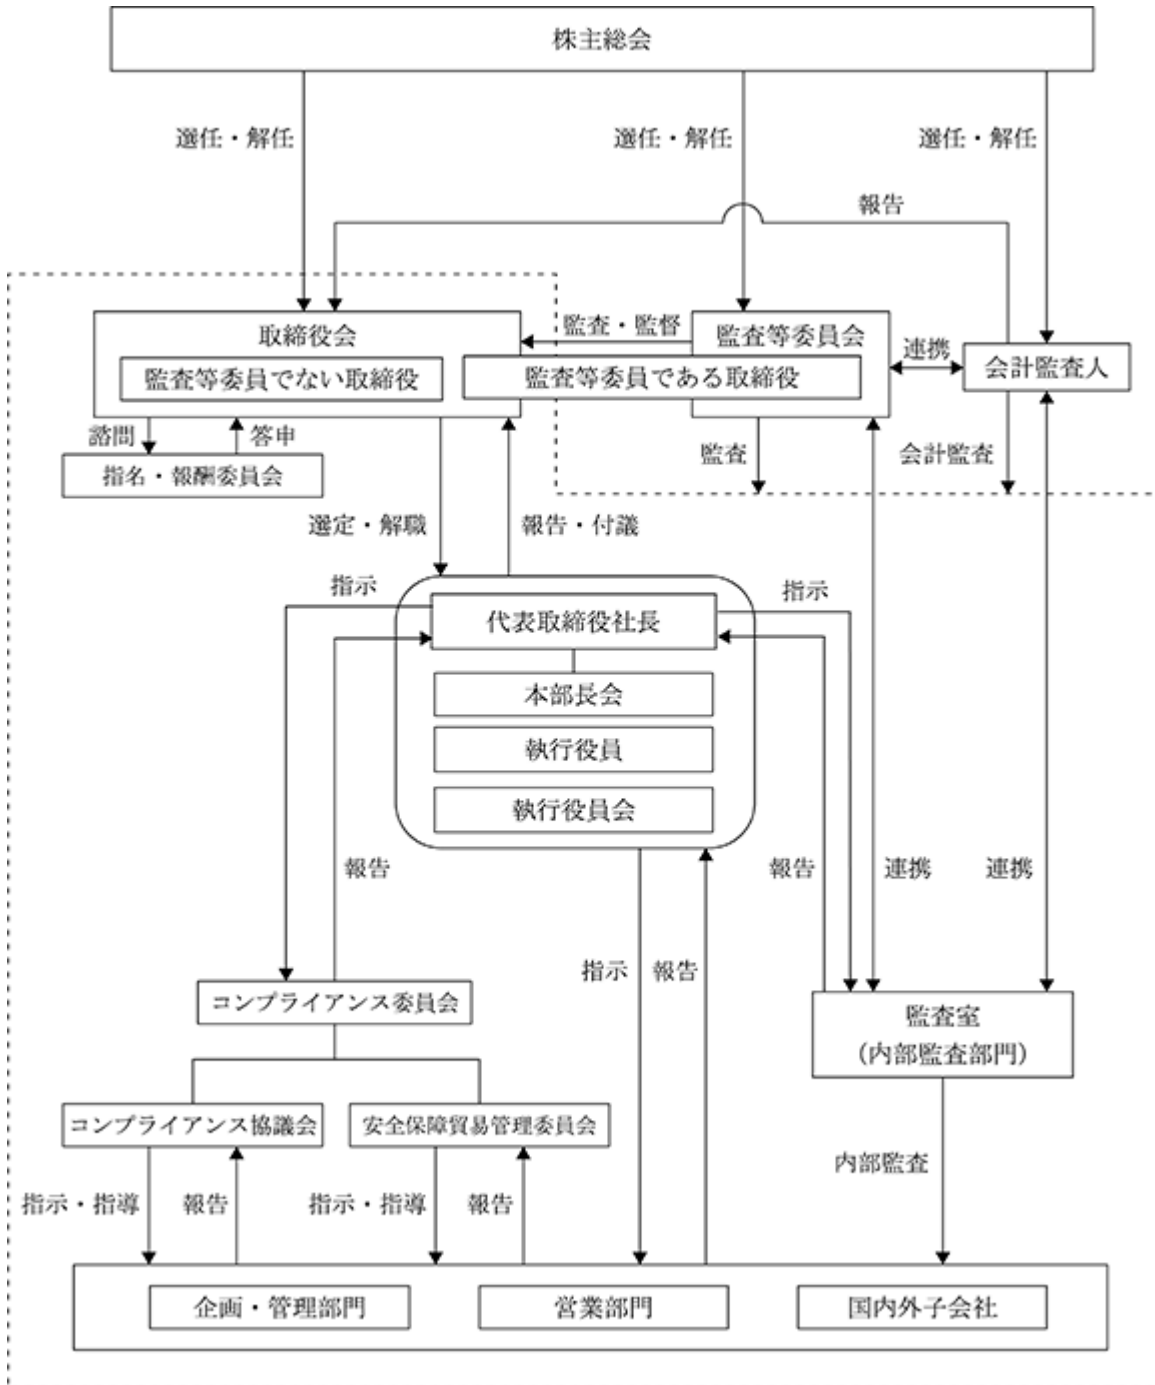 株主総会
選任・解任
選任・解任
選任・解任
報告
取締役会
監査等委員でない取締役
監査・監督
監査等委員会
監査等委員である取締役
連携
会計監査人
諮問
答申
指名・報酬委員会
監査
会計監査
選定・解職
報告・付議
指示
代表取締役社長
指示
本部長会
執行役員
執行役員会
報告
報告
連携
連携
指示
報告
コンプライアンス委員会
監査室
（内部監査部門）
コンプライアンス協議会
安全保障貿易管理委員会
内部監査
指示・指導
報告
指示・指導
報告
企画・管理部門
営業部門
国内外子会社